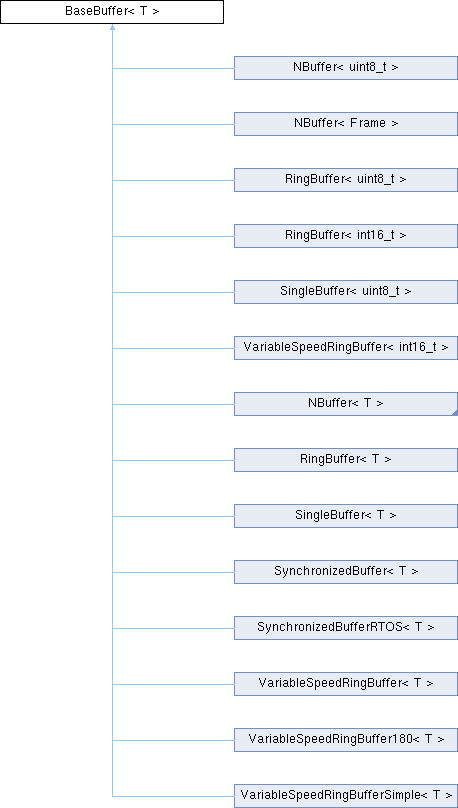 BaseBuffer< T >
NBuffer< uint8_t >
NBuffer< Frame >
RingBuffer< uint8_t >
RingBuffer< int16_t >
SingleBuffer< uint8_t >
VariableSpeedRingBuffer< int16_t >
NBuffer< T >
RingBuffer< T >
SingleBuffer< T >
SynchronizedBuffer< T >
SynchronizedBufferRTOS< T >
VariableSpeedRingBuffer< T >
VariableSpeedRingBuffer180< T >
VariableSpeedRingBufferSimple< T >